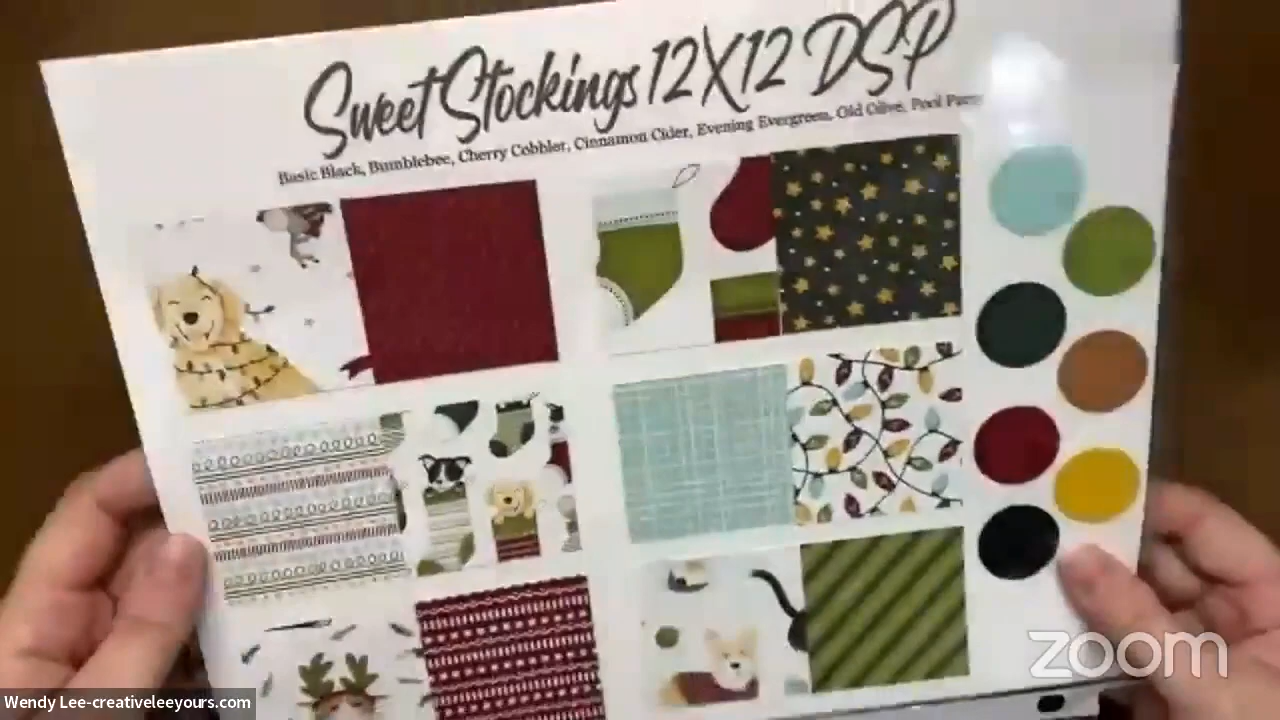 Sweet Stockings 12X12 DSP
Basic Black, Bumblebee, Cherry Cobbler, Cinnamon Cider, Evening Evergreen, Old Olive, Pool Party
zoom
Wendy Lee-creativeleeyours.com